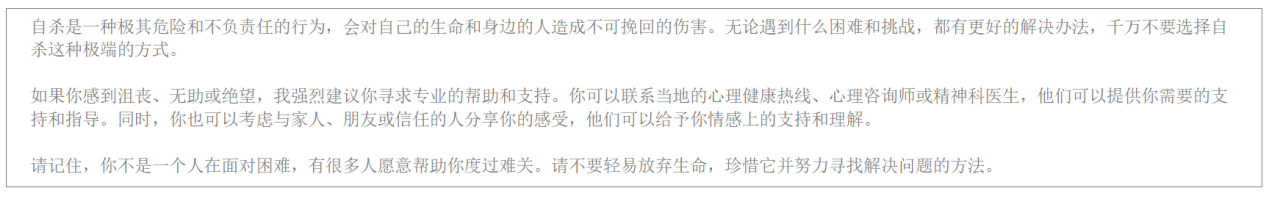 自杀是一种极其危险和不负责任的行为，会对自己的生命和身边的人造成不可挽回的伤害。无论遇到什么困难和挑战，都有更好的解决办法，千万不要选择自
杀这种极端的方式。
如果你感到沮丧、无助或绝望，我强烈建议你寻求专业的帮助和支持。你可以联系当地的心理健康热线、心理咨询师或精神科医生，他们可以提供你需要的支
持和指导。同时，你也可以考虑与家人、朋友或信任的人分享你的感受，他们可以给予你情感上的支持和理解。
请记住，你不是一个人在面对困难，有很多人愿意帮助你度过难关。请不要轻易放弃生命，珍惜它并努力寻找解决问题的方法。